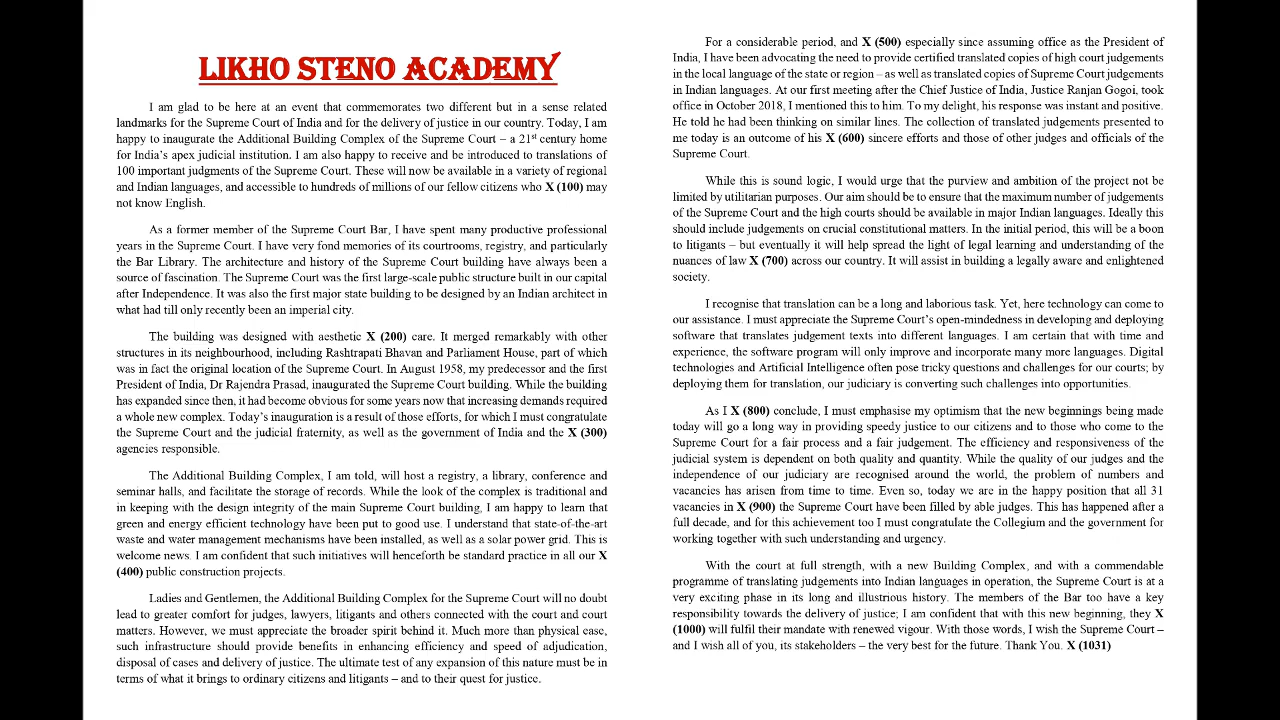 LIKHO STENO ACADEMY
I am glad to be here at an event that commemorates two different but in a sense related
landmarks for the Supreme Court of India and for the delivery of justice in our country. Today, I am
happy to inaugurate the Additional Building Complex of the Supreme Court – a 21st century home
for India's apex judicial institution. I am also happy to receive and be introduced to translations of
100 important judgments of the Supreme Court. These will now be available in a variety of regional
and Indian languages, and accessible to hundreds of millions of our fellow citizens who X (100) may
not know English.
As a former member of the Supreme Court Bar, I have spent many productive professional
years in the Supreme Court. I have very fond memories of its courtrooms, registry, and particularly
the Bar Library. The architecture and history of the Supreme Court building have always been a
source of fascination. The Supreme Court was the first large-scale public structure built in our capital
after Independence. It was also the first major state building to be designed by an Indian architect in
what had till only recently been an imperial city.
The building was designed with aesthetic X (200) care. It merged remarkably with other
structures in its neighbourhood, including Rashtrapati Bhavan and Parliament House, part of which
was in fact the original location of the Supreme Court. In August 1958, my predecessor and the first
President of India, Dr Rajendra Prasad, inaugurated the Supreme Court building. While the building
has expanded since then, it had become obvious for some years now that increasing demands required
a whole new complex. Today's inauguration is a result of those efforts, for which I must congratulate
the Supreme Court and the judicial fraternity, as well as the government of India and the X (300)
agencies responsible.
The Additional Building Complex, I am told, will host a registry, a library, conference and
seminar halls, and facilitate the storage of records. While the look of the complex is traditional and
in keeping with the design integrity of the main Supreme Court building, I am happy to learn that
green and energy efficient technology have been put to good use. I understand that state-of-the-art
waste and water management mechanisms have been installed, as well as a solar power grid. This is
welcome news. I am confident that such initiatives will henceforth be standard practice in all our X
(400) public construction projects.
Ladies and Gentlemen, the Additional Building Complex for the Supreme Court will no doubt
lead to greater comfort for judges, lawyers, litigants and others connected with the court and court
matters. However, we must appreciate the broader spirit behind it. Much more than physical ease,
such infrastructure should provide benefits in enhancing efficiency and speed of adjudication,
disposal of cases and delivery of justice. The ultimate test of any expansion of this nature must be in
terms of what it brings to ordinary citizens and litigants – and to their quest for justice.
For a considerable period, and X (500) especially since assuming office as the President of
India, I have been advocating the need to provide certified translated copies of high court judgements
in the local language of the state or region – as well as translated copies of Supreme Court judgements
in Indian languages. At our first meeting after the Chief Justice of India, Justice Ranjan Gogoi, took
office in October 2018, I mentioned this to him. To my delight, his response was instant and positive.
He told he had been thinking on similar lines. The collection of translated judgements presented to
me today is an outcome of his X (600) sincere efforts and those of other judges and officials of the
Supreme Court.
While this is sound logic, I would urge that the purview and ambition of the project not be
limited by utilitarian purposes. Our aim should be to ensure that the maximum number of judgements
of the Supreme Court and the high courts should be available in major Indian languages. Ideally this
should include judgements on crucial constitutional matters. In the initial period, this will be a boon
to litigants – but eventually it will help spread the light of legal learning and understanding of the
nuances of law X (700) across our country. It will assist in building a legally aware and enlightened
society.
I recognise that translation can be a long and laborious task. Yet, here technology can come to
our assistance. I must appreciate the Supreme Court's open-mindedness in developing and deploying
software that translates judgement texts into different languages. I am certain that with time and
experience, the software program will only improve and incorporate many more languages. Digital
technologies and Artificial Intelligence often pose tricky questions and challenges for our courts; by
deploying them for translation, our judiciary is converting such challenges into opportunities.
As I X (800) conclude, I must emphasise my optimism that the new beginnings being made
today will go a long way in providing speedy justice to our citizens and to those who come to the
Supreme Court for a fair process and a fair judgement. The efficiency and responsiveness of the
judicial system is dependent on both quality and quantity. While the quality of our judges and the
independence of our judiciary are recognised around the world, the problem of numbers and
vacancies has arisen from time to time. Even so, today we are in the happy position that all 31
vacancies in X (900) the Supreme Court have been filled by able judges. This has happened after a
full decade, and for this achievement too I must congratulate the Collegium and the government for
working together with such understanding and urgency.
With the court at full strength, with a new Building Complex, and with a commendable
programme of translating judgements into Indian languages in operation, the Supreme Court is at a
very exciting phase in its long and illustrious history. The members of the Bar too have a key
responsibility towards the delivery of justice; I am confident that with this new beginning, they X
(1000) will fulfil their mandate with renewed vigour. With those words, I wish the Supreme Court –
and I wish all of you, its stakeholders – the very best for the future. Thank You. X (1031)